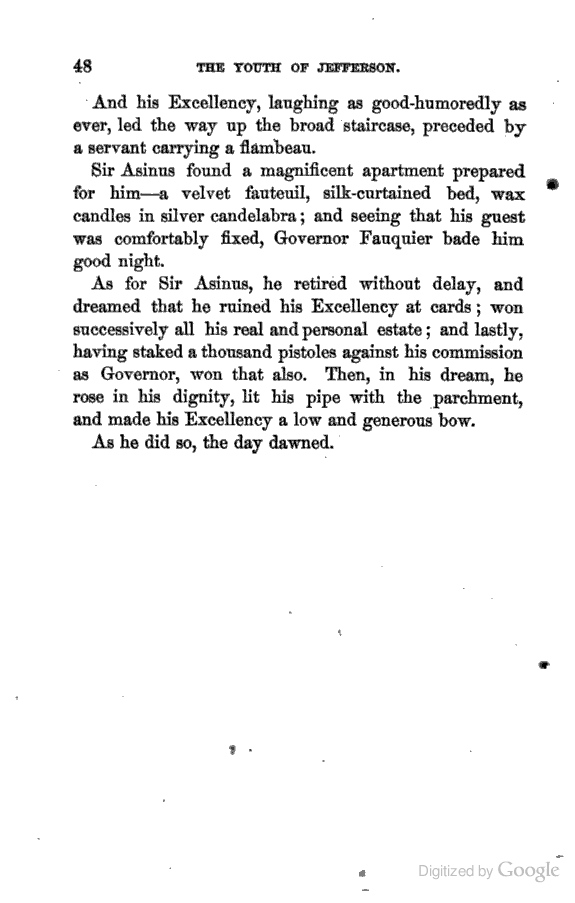 48 THE YOUTH OF JEFFERSON.
And his Excellency, laughing as good-humoredly as
ever, led the way up the broad staircase, preceded by
a servant carrying a flambeau.
Sir Asinus found a magnificent apartment prepared
for him—a velvet fauteuil, silk-curtained bed, wax
candles in silver candelabra; and seeing that his guest
was comfortably fixed, Governor Fauquier bade him
good night.
As for Sir Asinus, he retired without delay, and
dreamed that he ruined his Excellency at cards; won
successively all his real and personal estate; and lastly,
having staked a thousand pistoles against his commission
as Governor, won that also. Then, in his dream, he
rose in his dignity, lit his pipe with the parchment,
and made his Excellency a low and generous bow.
As he did so, the day dawned.
Digitized by Google